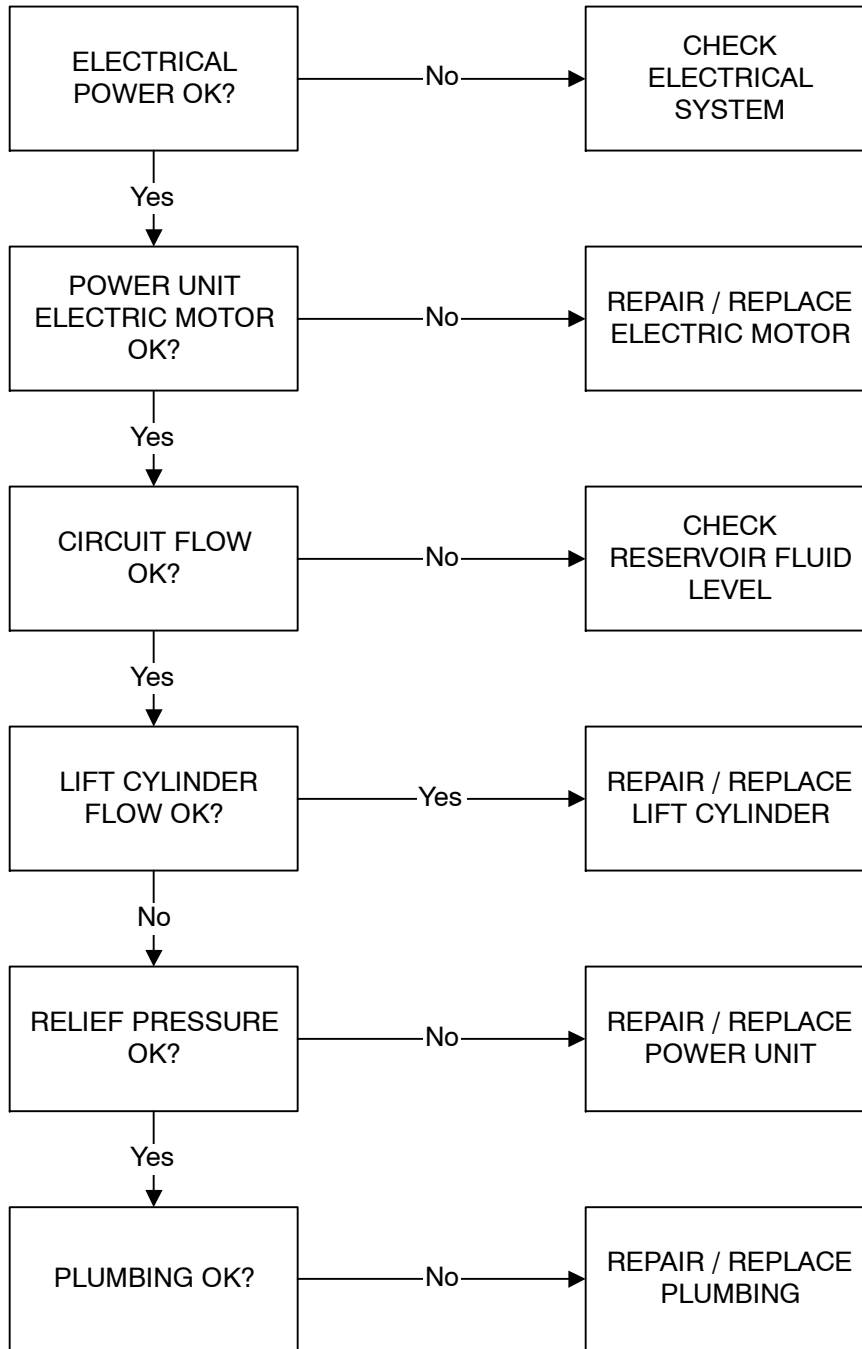 ELECTRICAL
POWER OK?
No
CHECK
ELECTRICAL
SYSTEM
Yes
POWER UNIT
ELECTRIC MOTOR
OK?
No
REPAIR / REPLACE
ELECTRIC MOTOR
Yes
CIRCUIT FLOW
OK?
No
CHECK
RESERVOIR FLUID
LEVEL
Yes
LIFT CYLINDER
FLOW OK?
Yes
REPAIR / REPLACE
LIFT CYLINDER
No
RELIEF PRESSURE
OK?
No
REPAIR / REPLACE
POWER UNIT
Yes
PLUMBING OK?
No
REPAIR / REPLACE
PLUMBING